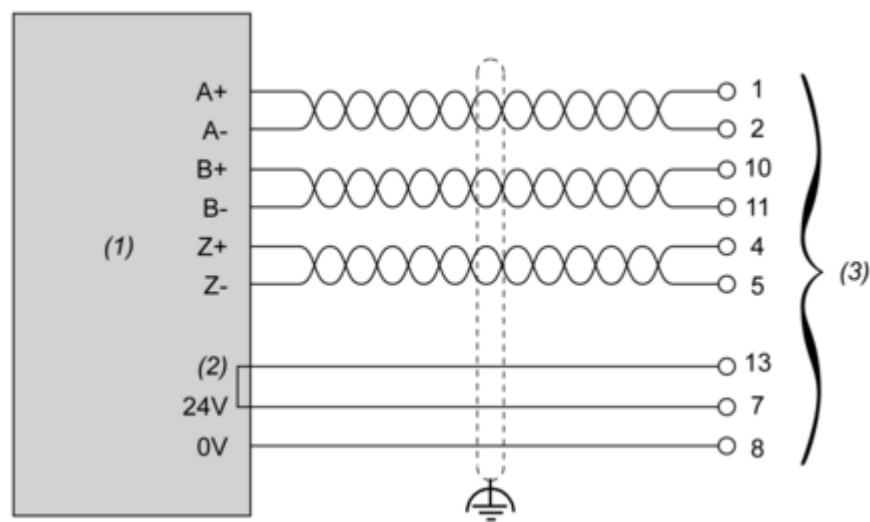 A+ 1
A- 2
B+ 10
B- 11
(1) Z+ 4
Z- 5
(3)
(2) 13
24V 7
0V 8